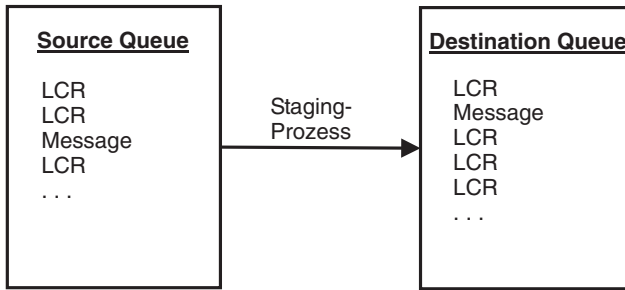 Source Queue
LCR
LCR
Message
LCR
. . .
Staging-
Prozess
Destination Queue
LCR
Message
LCR
LCR
LCR
. . .